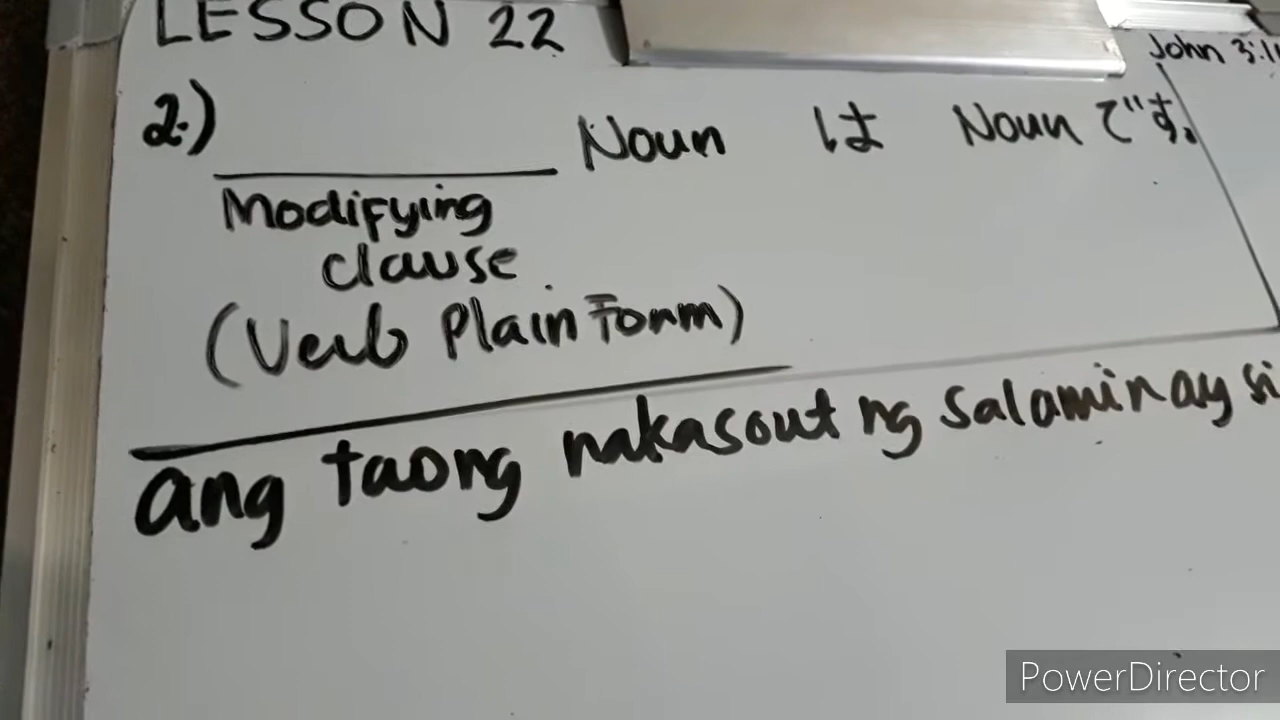 LESSON 22
John 3:1
2.) ________ Noun は Noun です。
Modifying
clause
(Verb Plain Form)
ang taong nakasout ng salamin ay si
PowerDirector